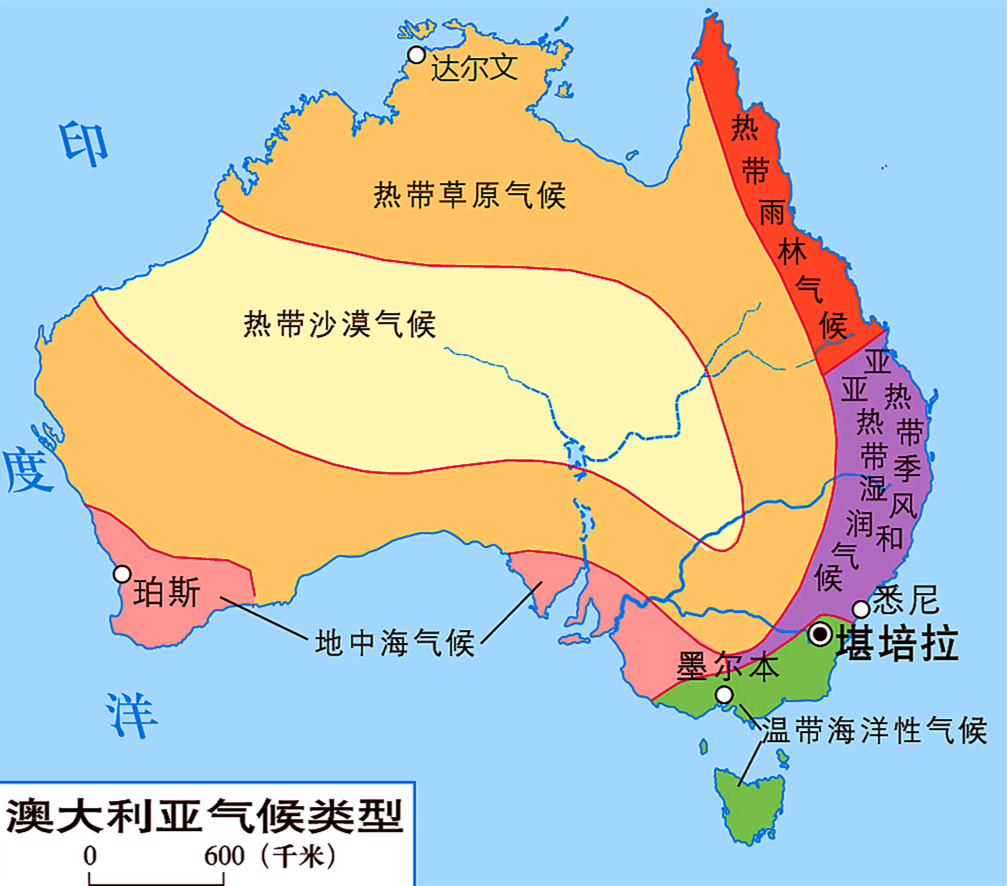 达尔文
印
度
洋
热带草原气候
热带雨林气候
热带沙漠气候
亚热带季风和
亚热带湿润气候
珀斯
地中海气候
悉尼
堪培拉
墨尔本
温带海洋性气候
澳大利亚气候类型
0 600(千米)